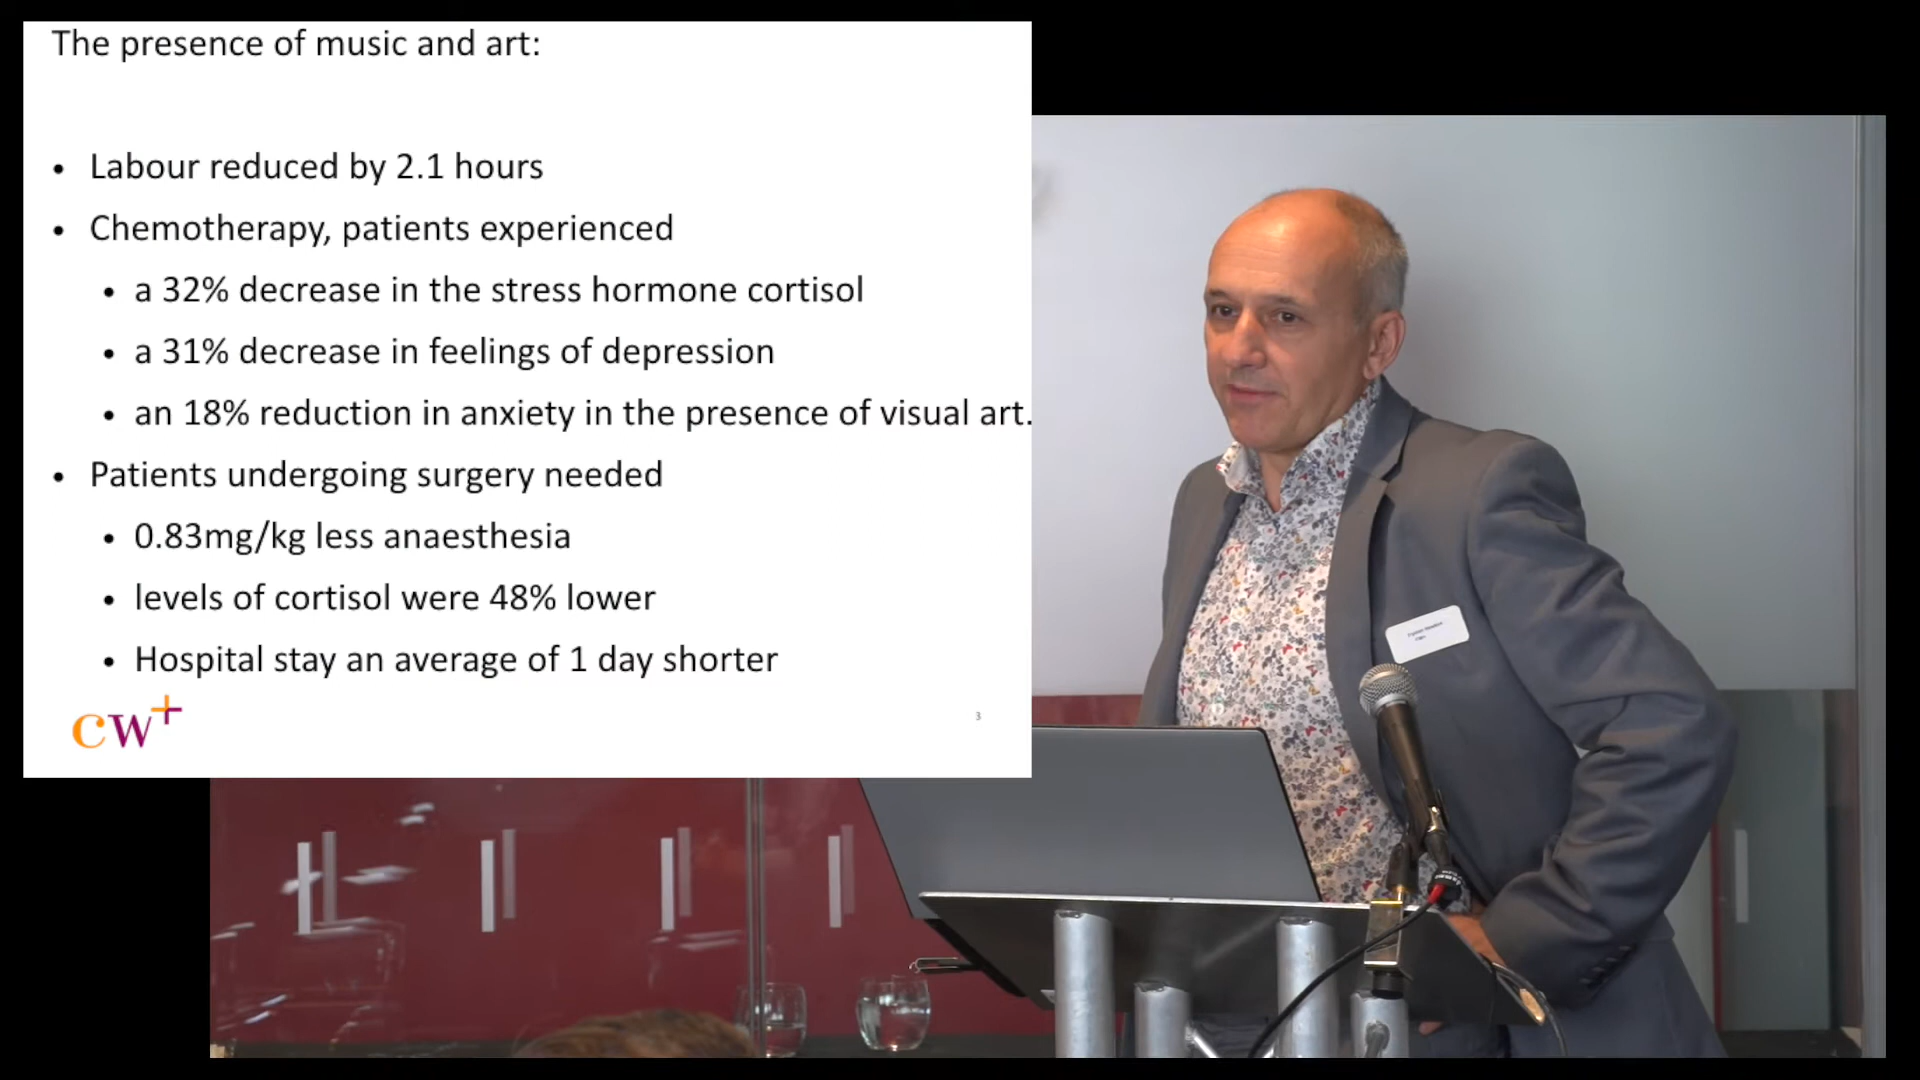 The presence of music and art:
• Labour reduced by 2.1 hours
• Chemotherapy, patients experienced
• a 32% decrease in the stress hormone cortisol
• a 31% decrease in feelings of depression
• an 18% reduction in anxiety in the presence of visual art.
• Patients undergoing surgery needed
• 0.83mg/kg less anaesthesia
• levels of cortisol were 48% lower
• Hospital stay an average of 1 day shorter
cw+
3